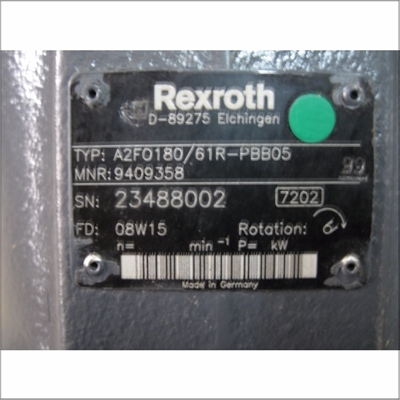 Rexroth
D-89275 Elchingen
TYP: A2FO180/61R-PBB05
MNR: 9409358
SN: 23488002 7202
FD: 08W15 Rotation:
n= min⁻¹ P= kW
Made in Germany